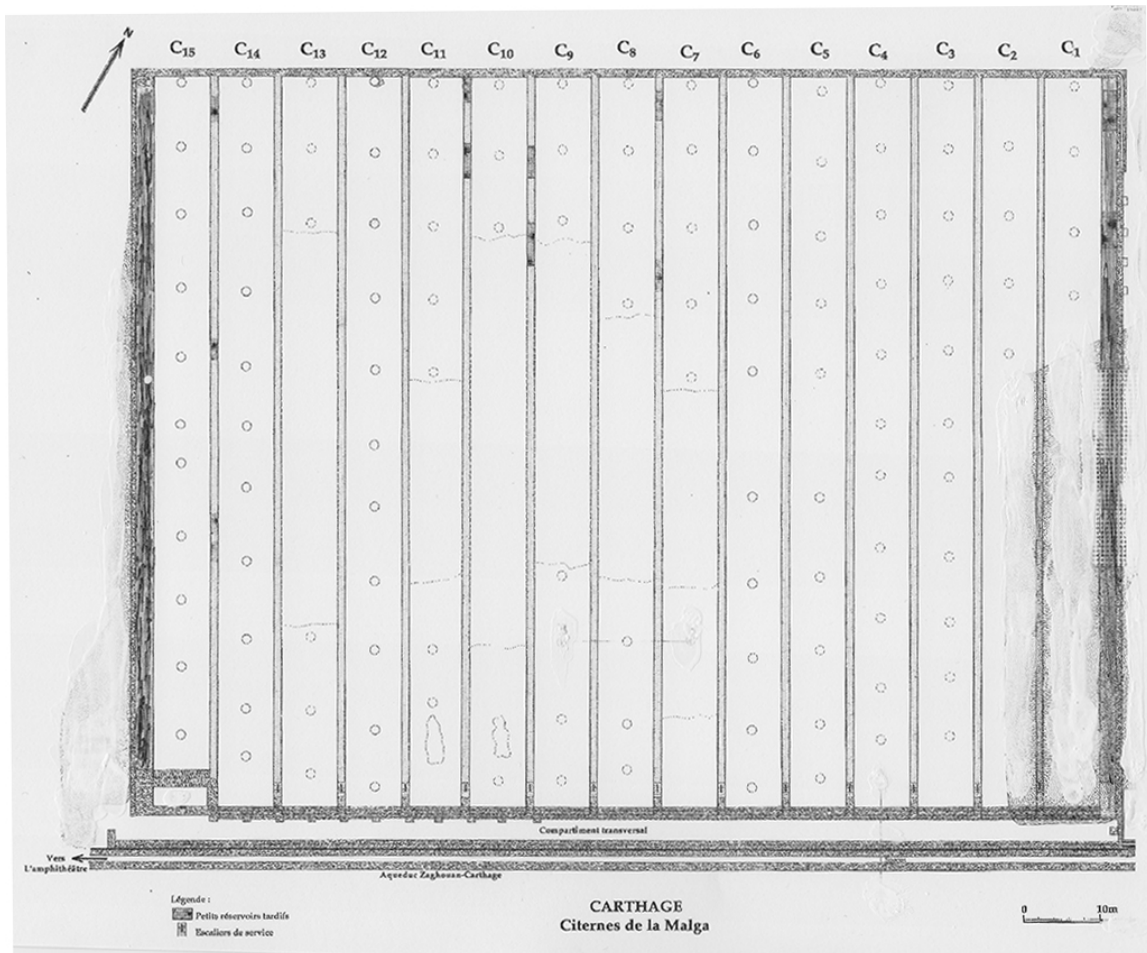 N
C15 C14 C13 C12 C11 C10 C9 C8 C7 C6 C5 C4 C3 C2 C1
Compartiment transversal
Vers
L'amphithéâtre
Aqueduc Zaghouan-Carthage
Légende :
Petits réservoirs tardifs
Escaliers de service
CARTHAGE
Citernes de la Malga
0 10m